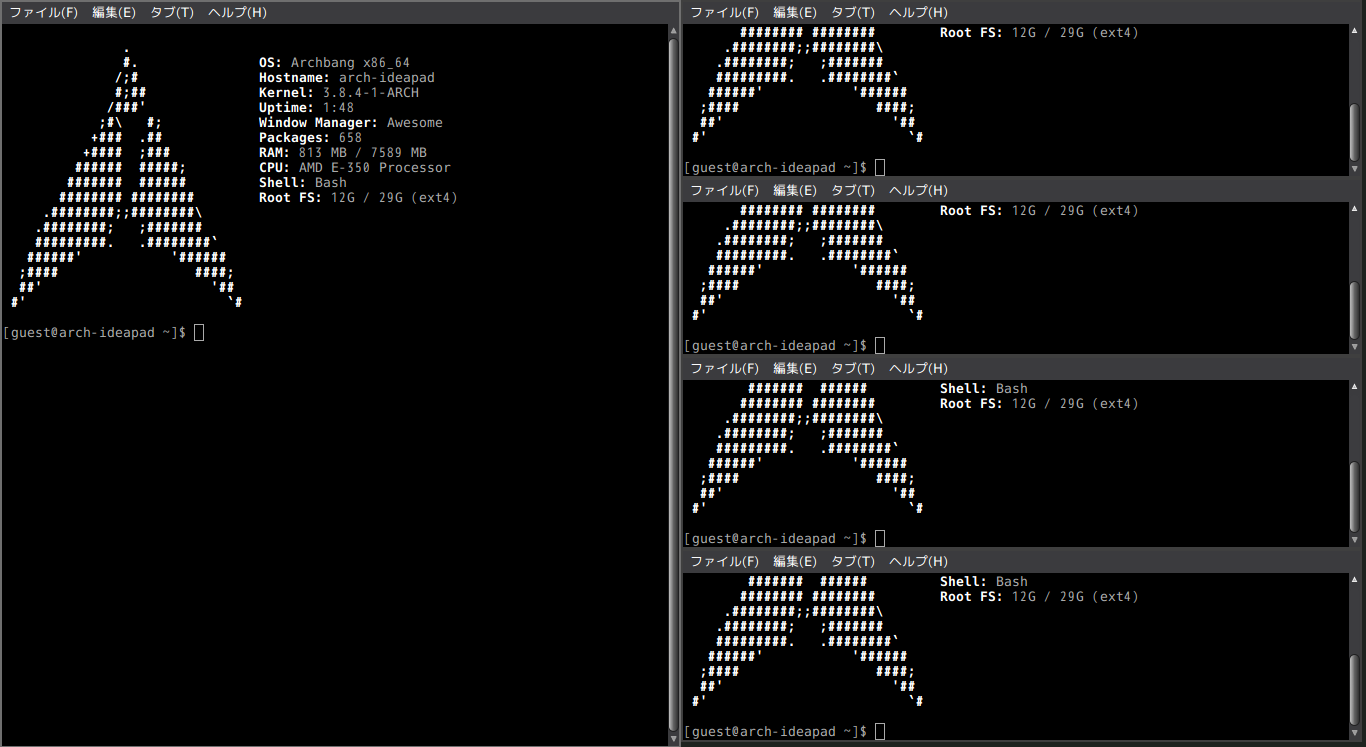 ファイル(F) 編集(E) タブ(T) ヘルプ(H)
               .
               #.                OS: Archbang x86_64
              /;#                Hostname: arch-ideapad
              #;##               Kernel: 3.8.4-1-ARCH
             /###'               Uptime: 1:48
            ;#\   #;             Window Manager: Awesome
           +###  .##             Packages: 658
          +####  ;###            RAM: 813 MB / 7589 MB
         ######  #####;          CPU: AMD E-350 Processor
        #######  ######          Shell: Bash
       ######## ########         Root FS: 12G / 29G (ext4)
     .########;;########\
    .########;   ;#######
    #########.   .########`
   ######'           '######
  ;####                 ####;
  ##'                     '##
 #'                         `#
[guest@arch-ideapad ~]$
ファイル(F) 編集(E) タブ(T) ヘルプ(H)
       ######## ########         Root FS: 12G / 29G (ext4)
     .########;;########\
    .########;   ;#######
    #########.   .########`
   ######'           '######
  ;####                 ####;
  ##'                     '##
 #'                         `#
[guest@arch-ideapad ~]$
ファイル(F) 編集(E) タブ(T) ヘルプ(H)
       ######## ########         Root FS: 12G / 29G (ext4)
     .########;;########\
    .########;   ;#######
    #########.   .########`
   ######'           '######
  ;####                 ####;
  ##'                     '##
 #'                         `#
[guest@arch-ideapad ~]$
ファイル(F) 編集(E) タブ(T) ヘルプ(H)
        #######  ######          Shell: Bash
       ######## ########         Root FS: 12G / 29G (ext4)
     .########;;########\
    .########;   ;#######
    #########.   .########`
   ######'           '######
  ;####                 ####;
  ##'                     '##
 #'                         `#
[guest@arch-ideapad ~]$
ファイル(F) 編集(E) タブ(T) ヘルプ(H)
        #######  ######          Shell: Bash
       ######## ########         Root FS: 12G / 29G (ext4)
     .########;;########\
    .########;   ;#######
    #########.   .########`
   ######'           '######
  ;####                 ####;
  ##'                     '##
 #'                         `#
[guest@arch-ideapad ~]$